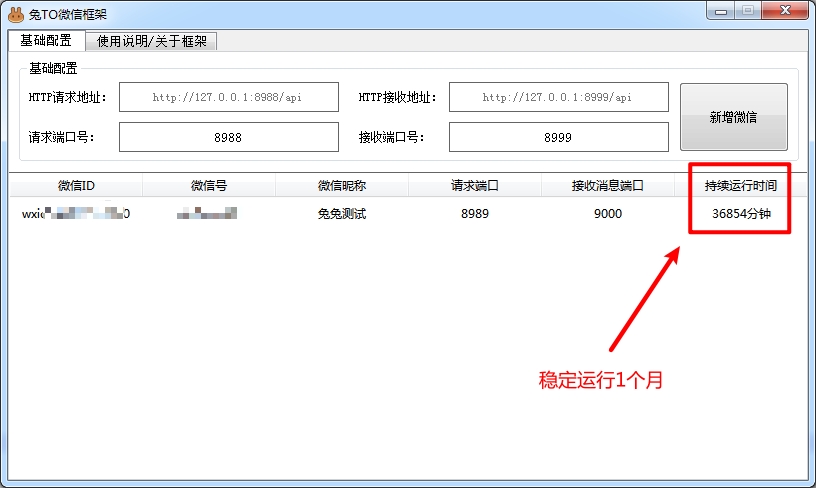 兔TO微信框架
基础配置 使用说明/关于框架
基础配置
HTTP请求地址： http://127.0.0.1:8988/api HTTP接收地址： http://127.0.0.1:8999/api
新增微信
请求端口号： 8988 接收端口号： 8999
微信ID 微信号 微信昵称 请求端口 接收消息端口 持续运行时间
兔兔测试 8989 9000 36854分钟
稳定运行1个月